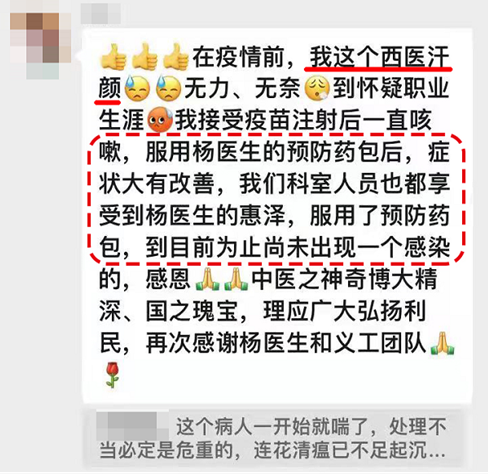 👍👍👍在疫情前，我这个西医汗
颜😓😓无力、无奈😮‍💨到怀疑职业
生涯🥵我接受疫苗注射后一直咳
嗽，服用杨医生的预防药包后，症
状大有改善，我们科室人员也都享
受到杨医生的惠泽，服用了预防药
包，到目前为止尚未出现一个感染
的，感恩🙏🙏中医之神奇博大精
深、国之瑰宝，理应广大弘扬利
民，再次感谢杨医生和义工团队🙏
🌹
这个病人一开始就喘了，处理不
当必定是危重的，连花清瘟已不足起沉...